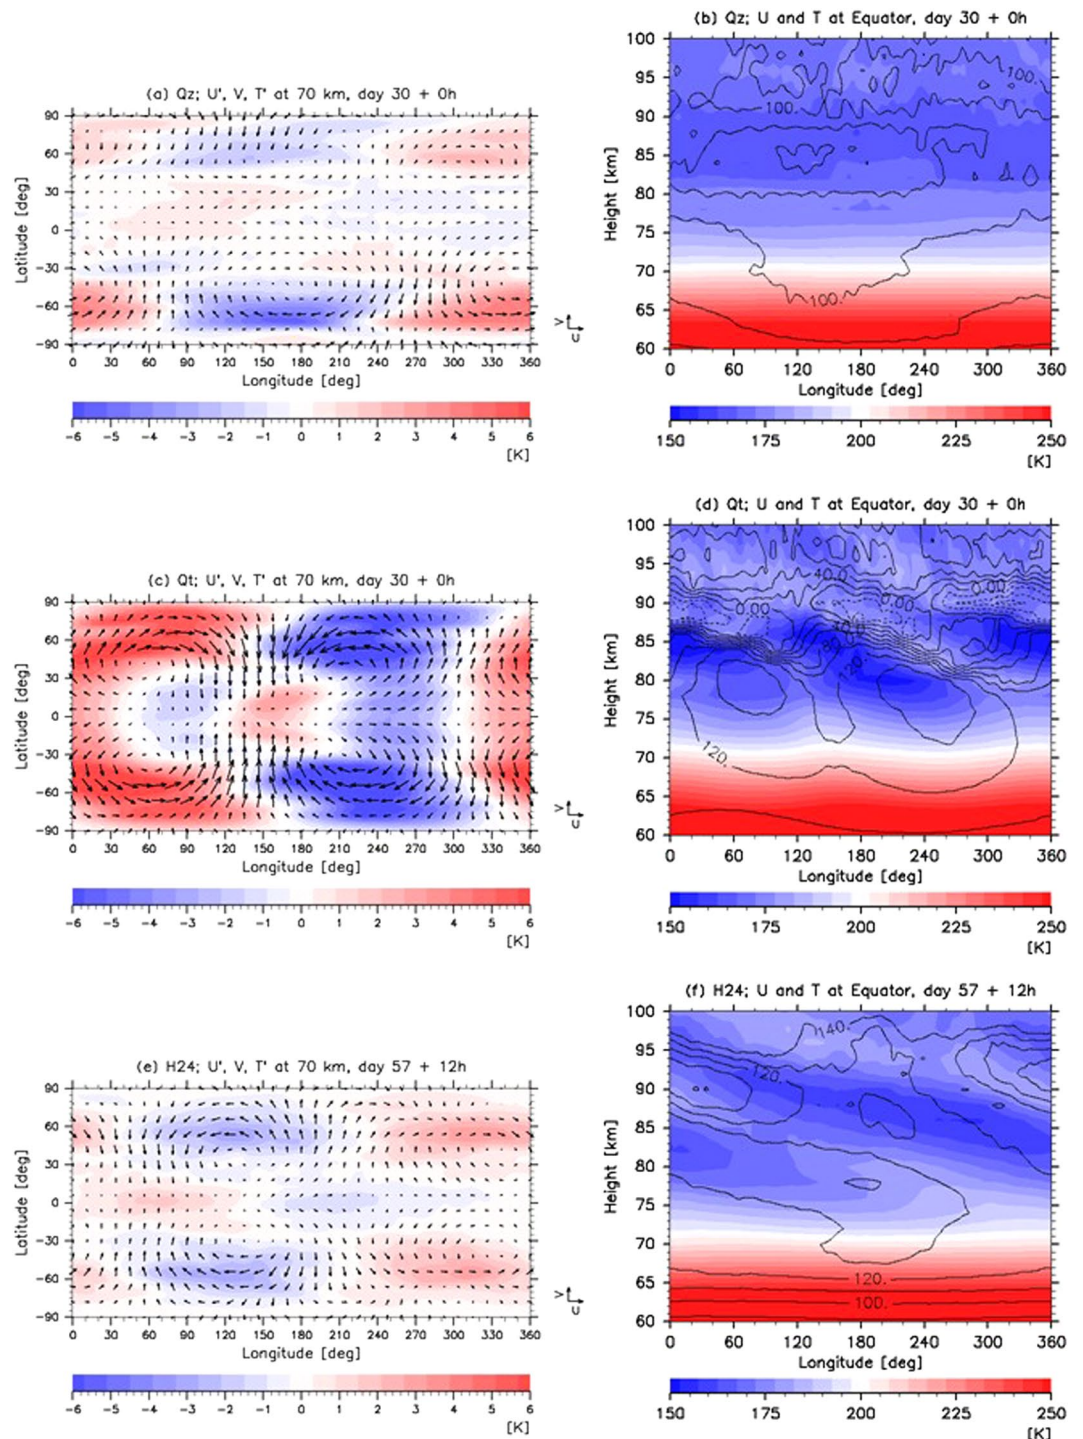 (a) Qz; U', V, T' at 70 km, day 30 + 0h
90
60
30
0
-30
-60
-90
Latitude [deg]
0 30 60 90 120 150 180 210 240 270 300 330 360
Longitude [deg]
V
U
-6 -5 -4 -3 -2 -1 0 1 2 3 4 5 6
[K]
(b) Qz; U and T at Equator, day 30 + 0h
100
95
90
85
80
75
70
65
60
Height [km]
100.
100.
100.
0 60 120 180 240 300 360
Longitude [deg]
150 175 200 225 250
[K]
(c) Qt; U', V, T' at 70 km, day 30 + 0h
90
60
30
0
-30
-60
-90
Latitude [deg]
0 30 60 90 120 150 180 210 240 270 300 330 360
Longitude [deg]
V
U
-6 -5 -4 -3 -2 -1 0 1 2 3 4 5 6
[K]
(d) Qt; U and T at Equator, day 30 + 0h
100
95
90
85
80
75
70
65
60
Height [km]
40.0
0.00
0.00
0.00
120.
120.
0 60 120 180 240 300 360
Longitude [deg]
150 175 200 225 250
[K]
(e) H24; U', V, T' at 70 km, day 57 + 12h
90
60
30
0
-30
-60
-90
Latitude [deg]
0 30 60 90 120 150 180 210 240 270 300 330 360
Longitude [deg]
V
U
-6 -5 -4 -3 -2 -1 0 1 2 3 4 5 6
[K]
(f) H24; U and T at Equator, day 57 + 12h
100
95
90
85
80
75
70
65
60
Height [km]
140.
120.
120.
100.
0 60 120 180 240 300 360
Longitude [deg]
150 175 200 225 250
[K]